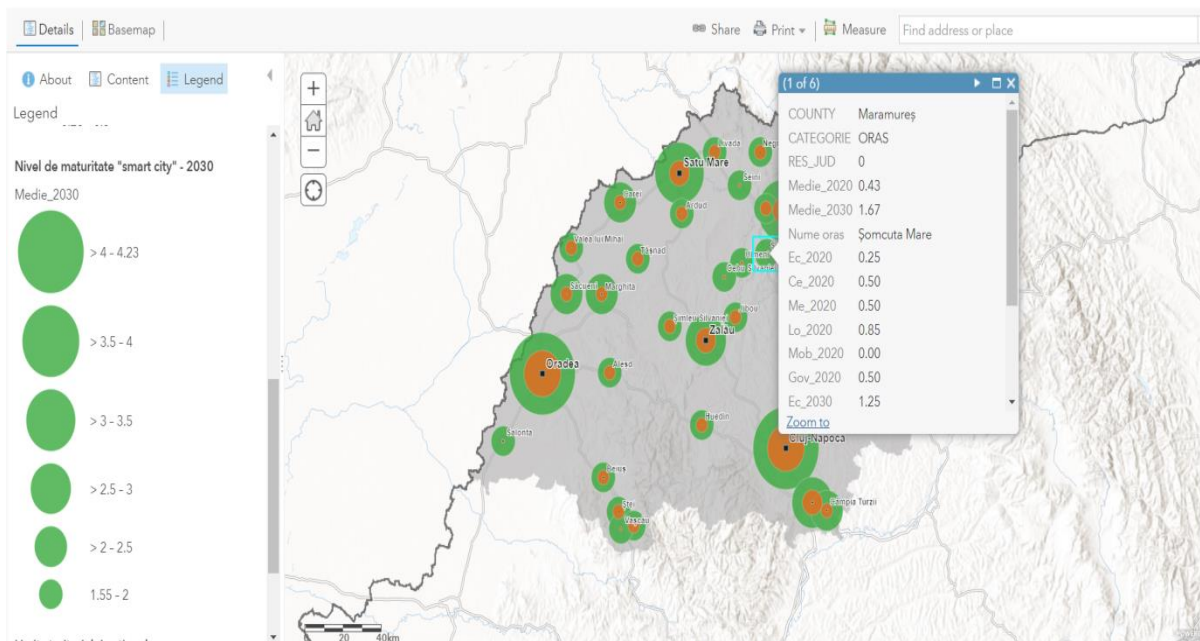 Details
Basemap
Share
Print
Measure
Find address or place
About
Content
Legend
Legend
Nivel de maturitate "smart city" - 2030
Medie_2030
> 4 - 4.23
> 3.5 - 4
> 3 - 3.5
> 2.5 - 3
> 2 - 2.5
1.55 - 2
+
−
(1 of 6)
COUNTY Maramureș
CATEGORIE ORAS
RES_JUD 0
Medie_2020 0.43
Medie_2030 1.67
Nume oras Șomcuta Mare
Ec_2020 0.25
Ce_2020 0.50
Me_2020 0.50
Lo_2020 0.85
Mob_2020 0.00
Gov_2020 0.50
Ec_2030 1.25
Zoom to
Satu Mare
Ardud
Valea lui Mihai
Tășnad
Săcueni
Marghita
Zalău
Oradea
Aleșd
Salonta
Huedin
Cluj-Napoca
Câmpia Turzii
Vașcău
20
40km